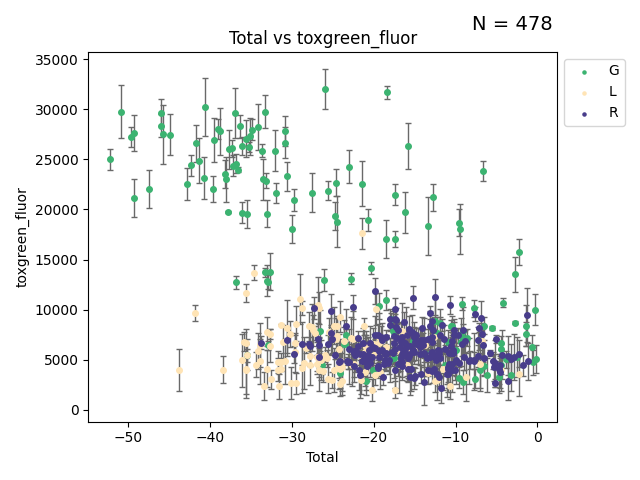 N = 478
Total vs toxgreen_fluor
35000
30000
25000
20000
15000
10000
5000
0
toxgreen_fluor
−50 −40 −30 −20 −10 0
Total
G
L
R